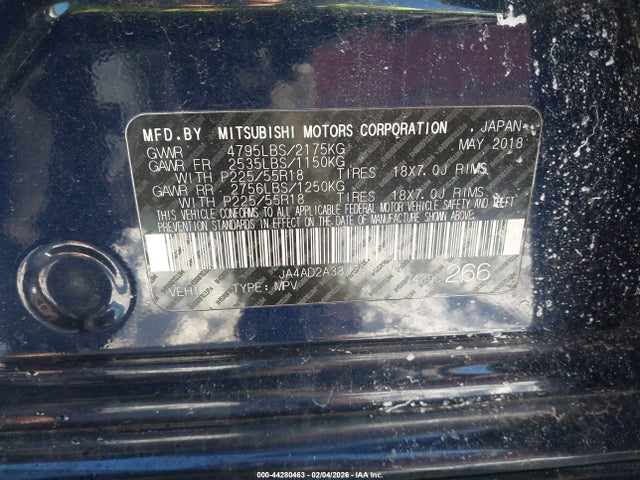 MFD.BY MITSUBISHI MOTORS CORPORATION , JAPAN
GVWR 4795LBS/2175KG MAY 2018
GAWR FR 2535LBS/1150KG
WITH P225/55R18 TIRES 18X7.0J RIMS
GAWR RR 2756LBS/1250KG
WITH P225/55R18 TIRES 18X7.0J RIMS
THIS VEHICLE CONFORMS TO ALL APPLICABLE FEDERAL MOTOR VEHICLE SAFETY AND THEFT
PREVENTION STANDARDS IN EFFECT ON THE DATE OF MANUFACTURE SHOWN ABOVE.
JA4AD2A38J
TYPE: MPV 266
000-44280463 - 02/04/2026 - IAA Inc.